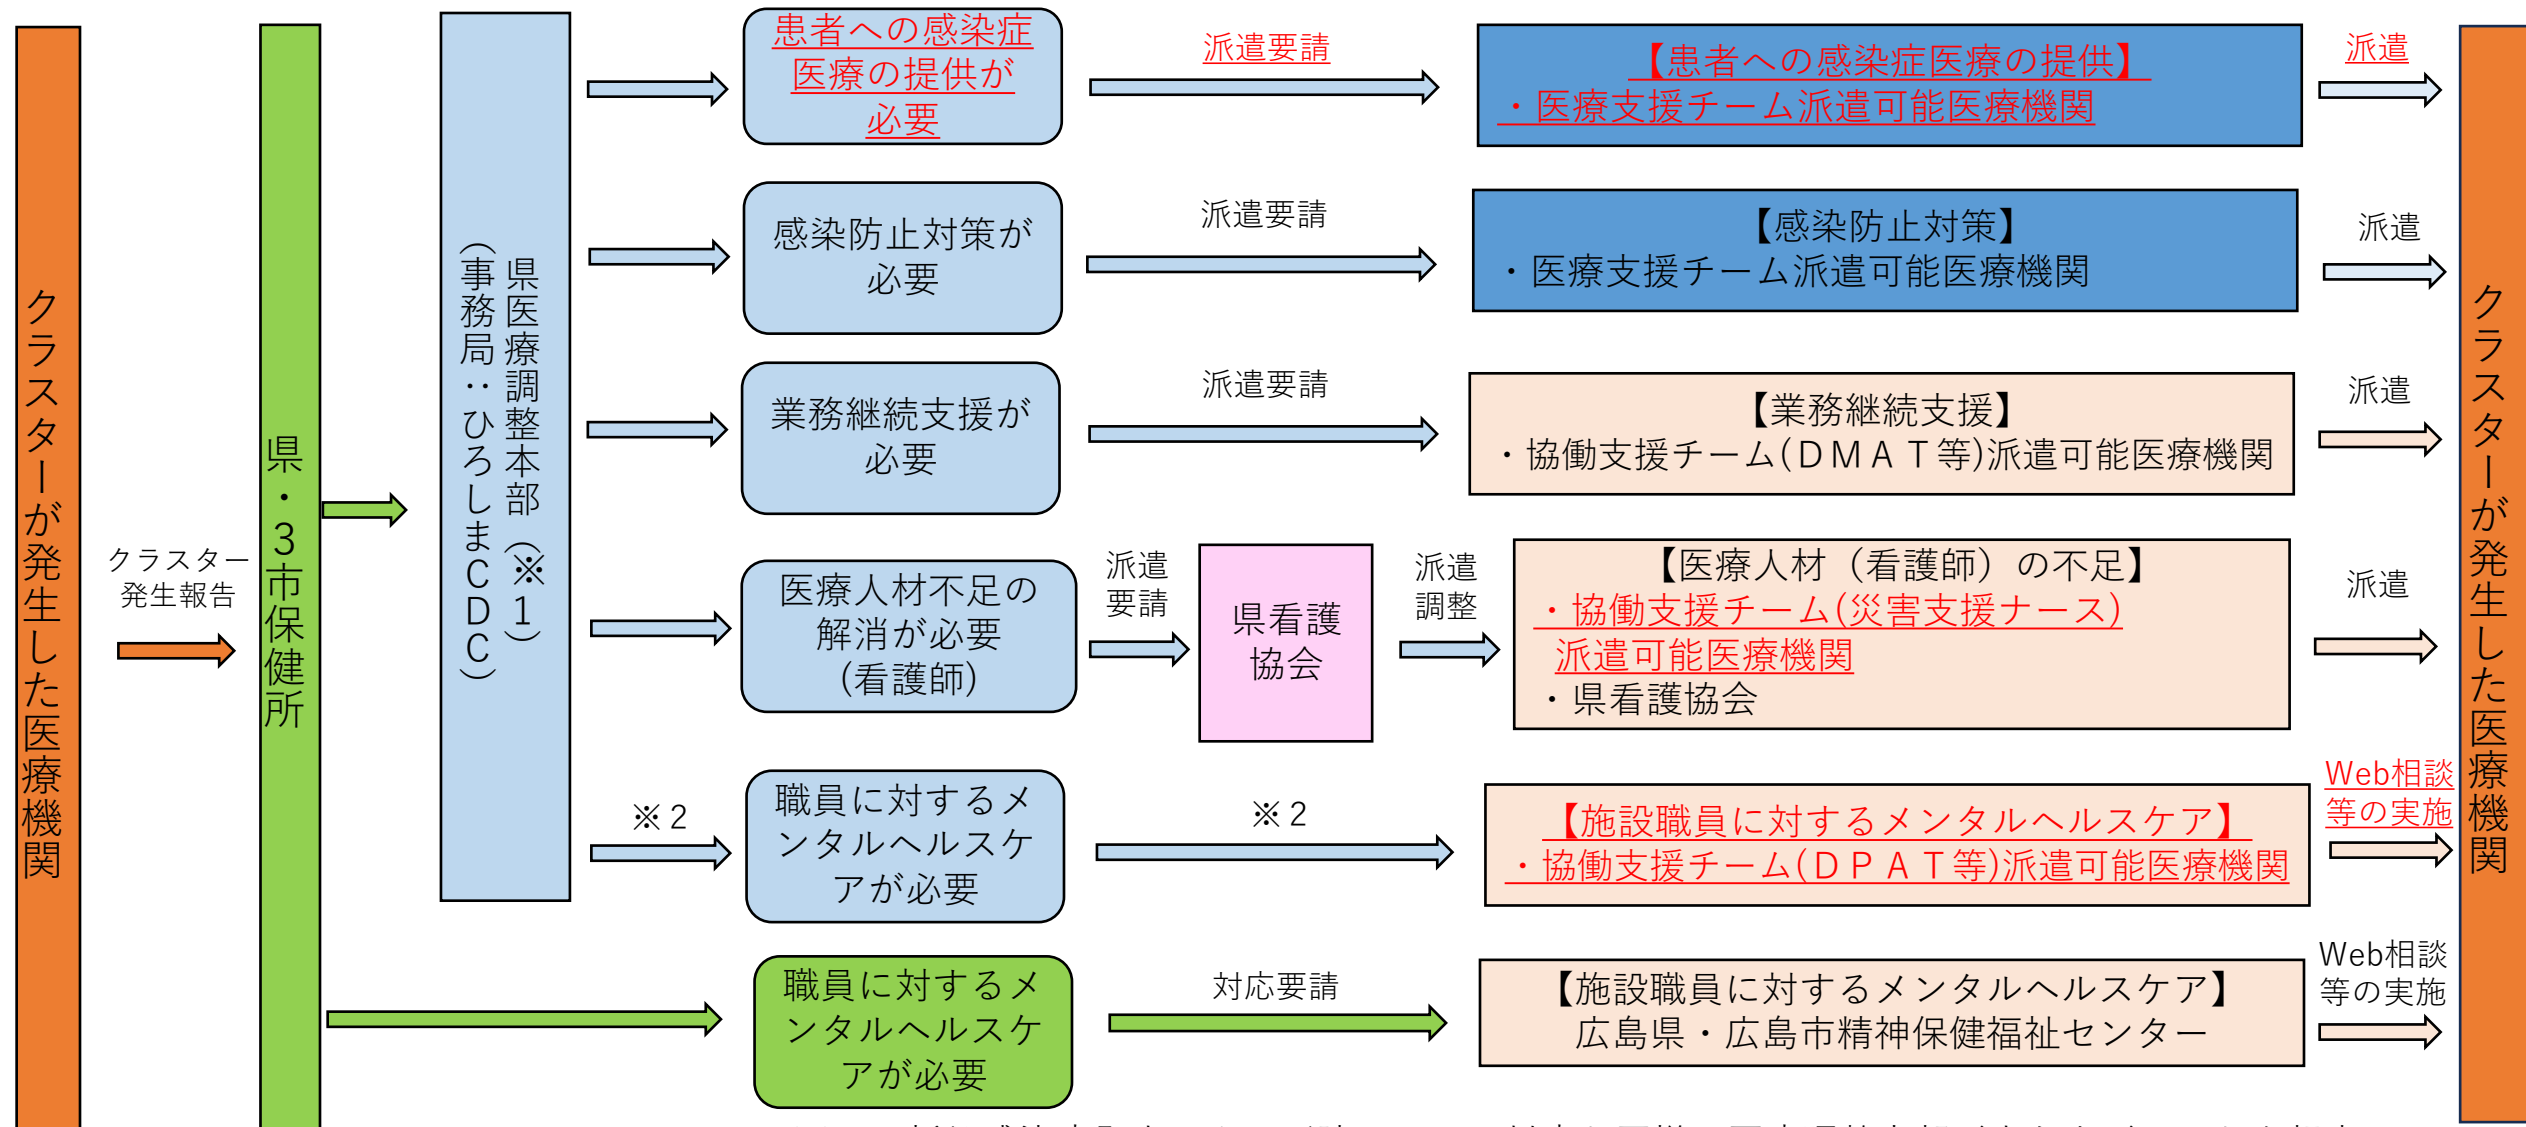 クラスターが発生した医療機関
クラスター
発生報告
県・３市保健所
県医療調整本部（※１）
（事務局：ひろしまＣＤＣ）
患者への感染症
医療の提供が
必要
派遣要請
【患者への感染症医療の提供】
・医療支援チーム派遣可能医療機関
派遣
感染防止対策が
必要
派遣要請
【感染防止対策】
・医療支援チーム派遣可能医療機関
派遣
業務継続支援が
必要
派遣要請
【業務継続支援】
・協働支援チーム(ＤＭＡＴ等)派遣可能医療機関
派遣
医療人材不足の
解消が必要
(看護師)
派遣
要請
県看護
協会
派遣
調整
【医療人材（看護師）の不足】
・協働支援チーム(災害支援ナース)
派遣可能医療機関
・県看護協会
派遣
※２
職員に対するメ
ンタルヘルスケ
アが必要
※２
【施設職員に対するメンタルヘルスケア】
・協働支援チーム(ＤＰＡＴ等)派遣可能医療機関
Web相談
等の実施
職員に対するメ
ンタルヘルスケ
アが必要
対応要請
【施設職員に対するメンタルヘルスケア】
広島県・広島市精神保健福祉センター
Web相談
等の実施
クラスターが発生した医療機関